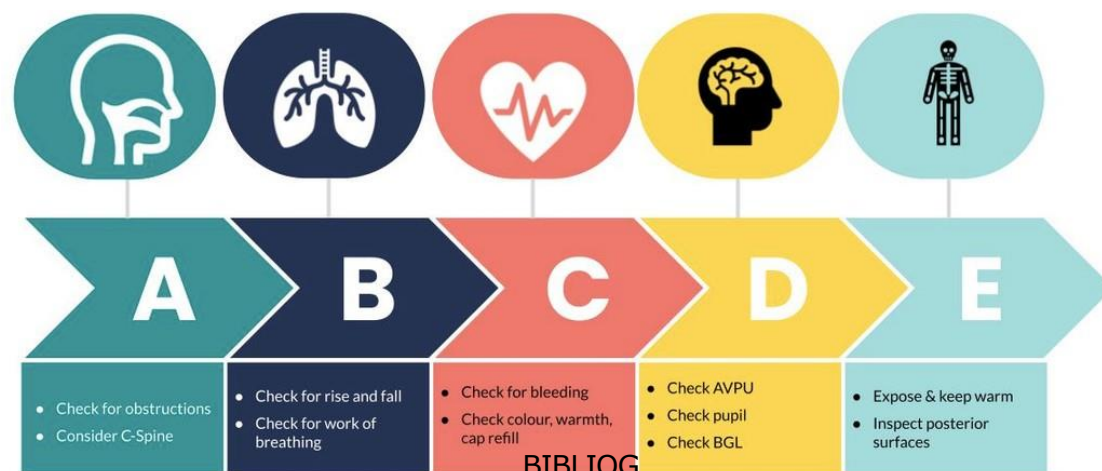 A
B
C
D
E
• Check for obstructions
• Consider C-Spine
• Check for rise and fall
• Check for work of
breathing
• Check for bleeding
• Check colour, warmth,
cap refill
• Check AVPU
• Check pupil
• Check BGL
• Expose & keep warm
• Inspect posterior
surfaces
BIBLIOG